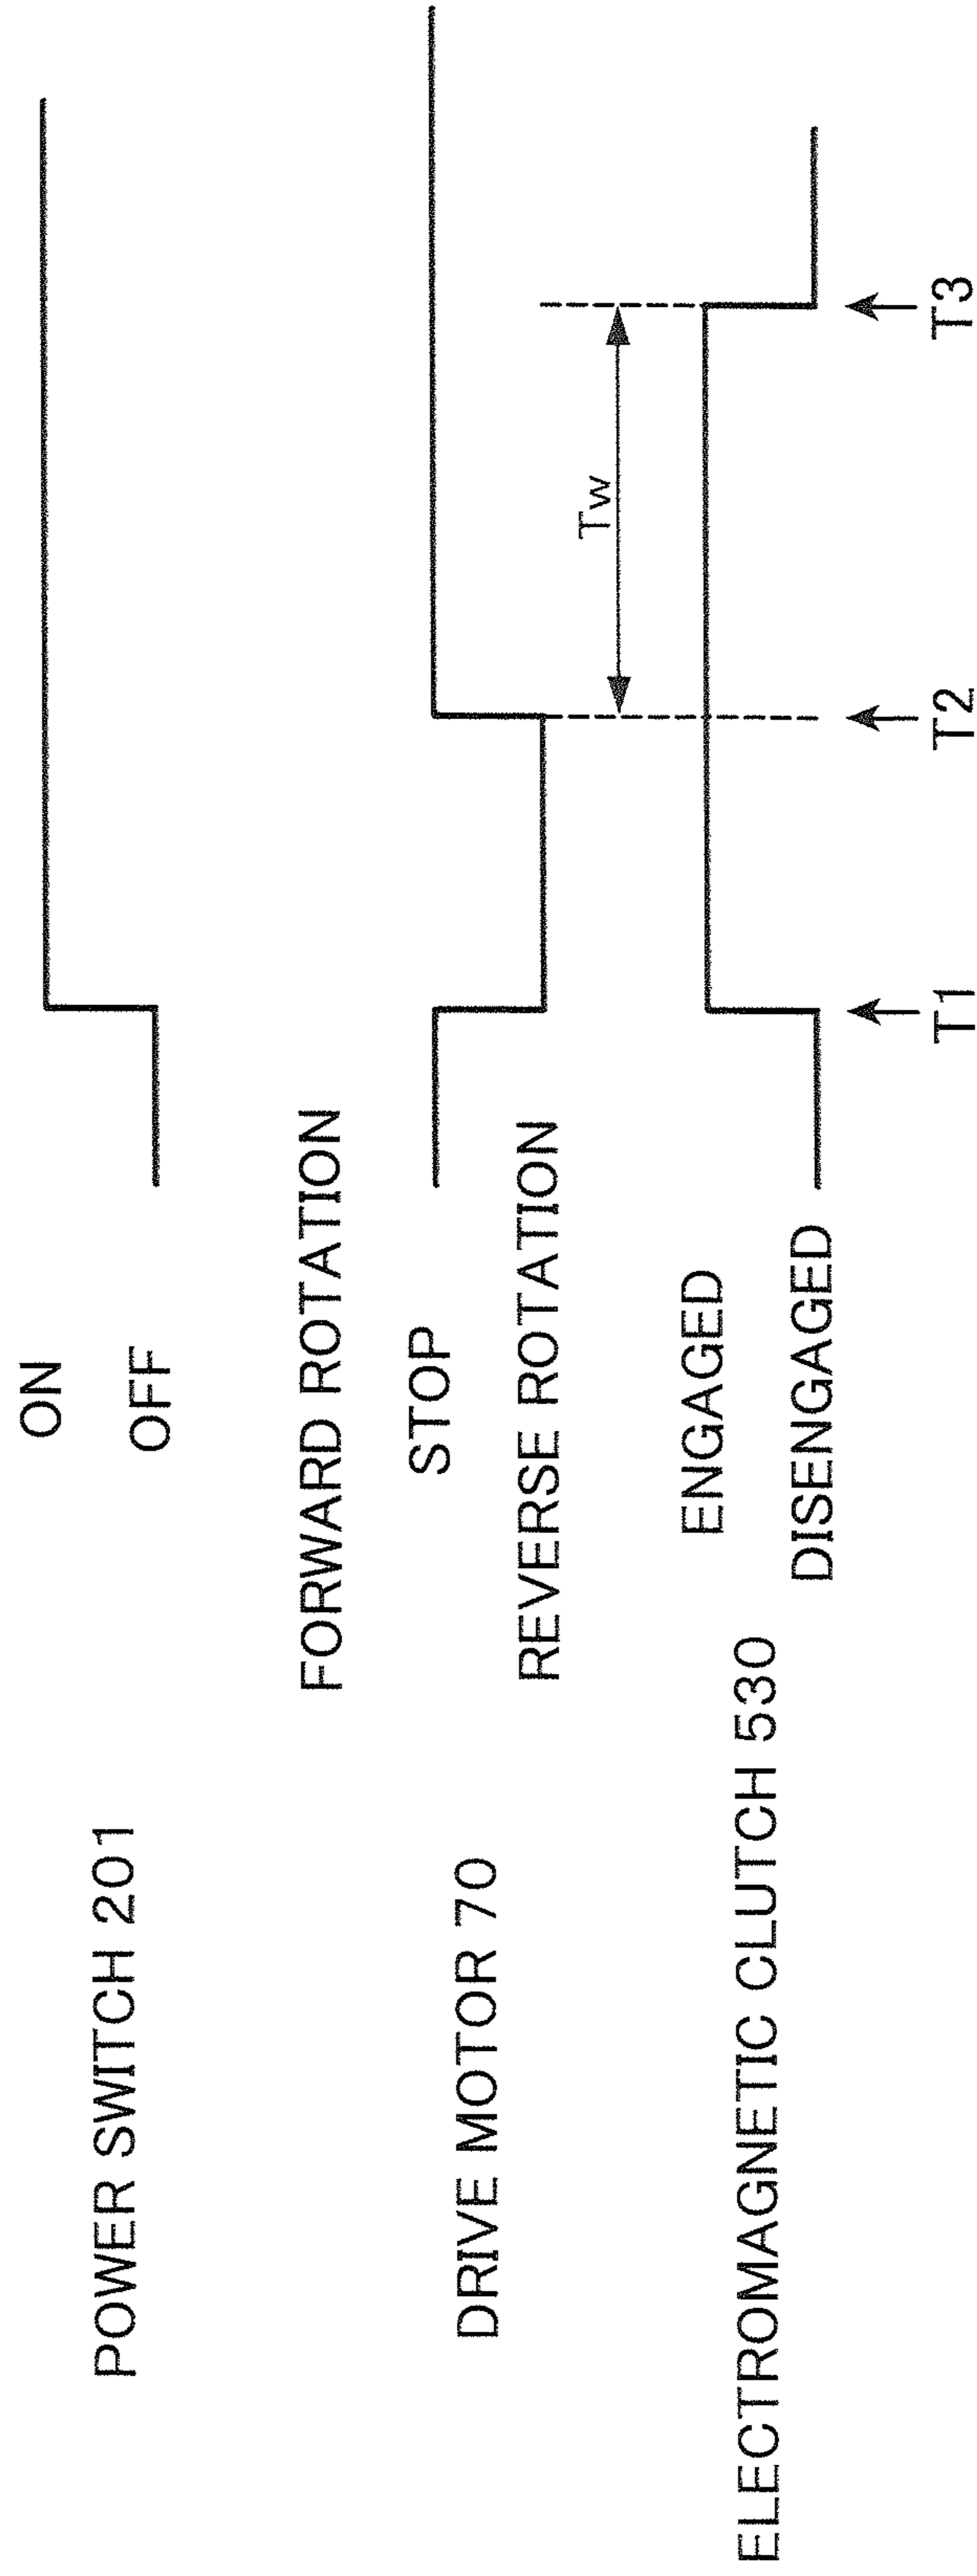 POWER SWITCH 201
ON
OFF
DRIVE MOTOR 70
FORWARD ROTATION
STOP
REVERSE ROTATION
Tw
ELECTROMAGNETIC CLUTCH 530
ENGAGED
DISENGAGED
T1
T2
T3